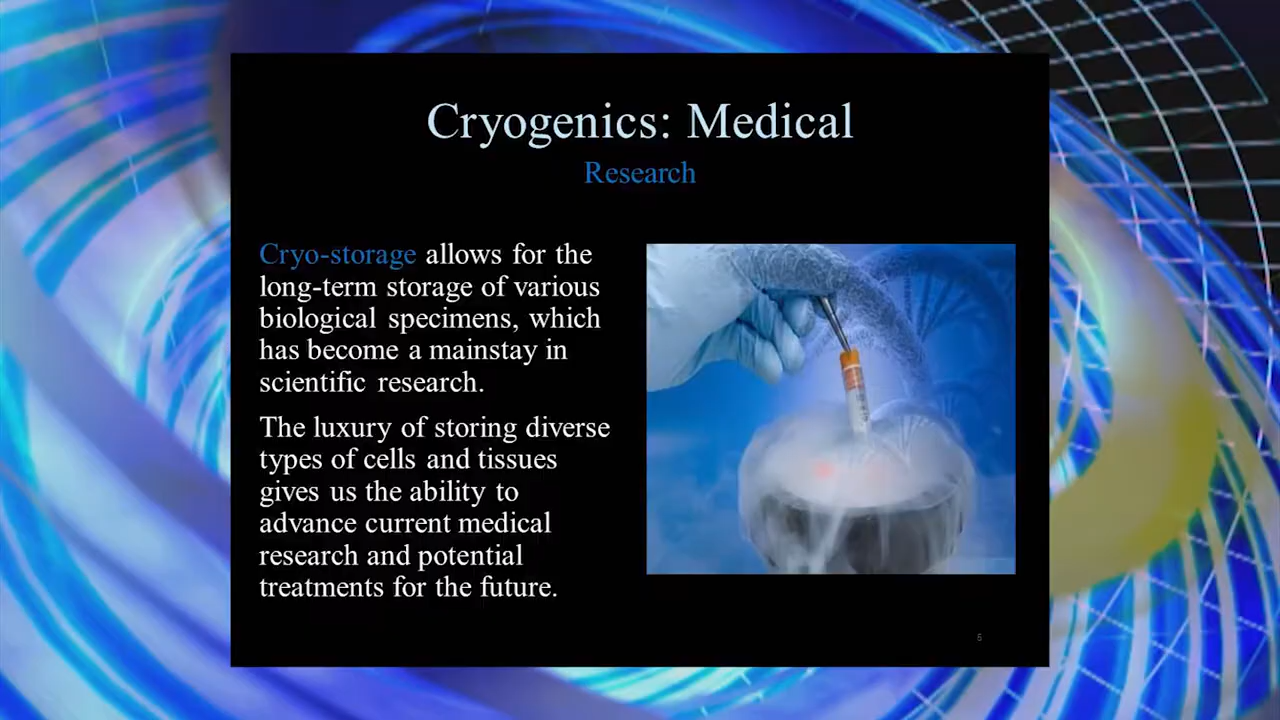 Cryogenics: Medical
Research
Cryo-storage allows for the
long-term storage of various
biological specimens, which
has become a mainstay in
scientific research.
The luxury of storing diverse
types of cells and tissues
gives us the ability to
advance current medical
research and potential
treatments for the future.